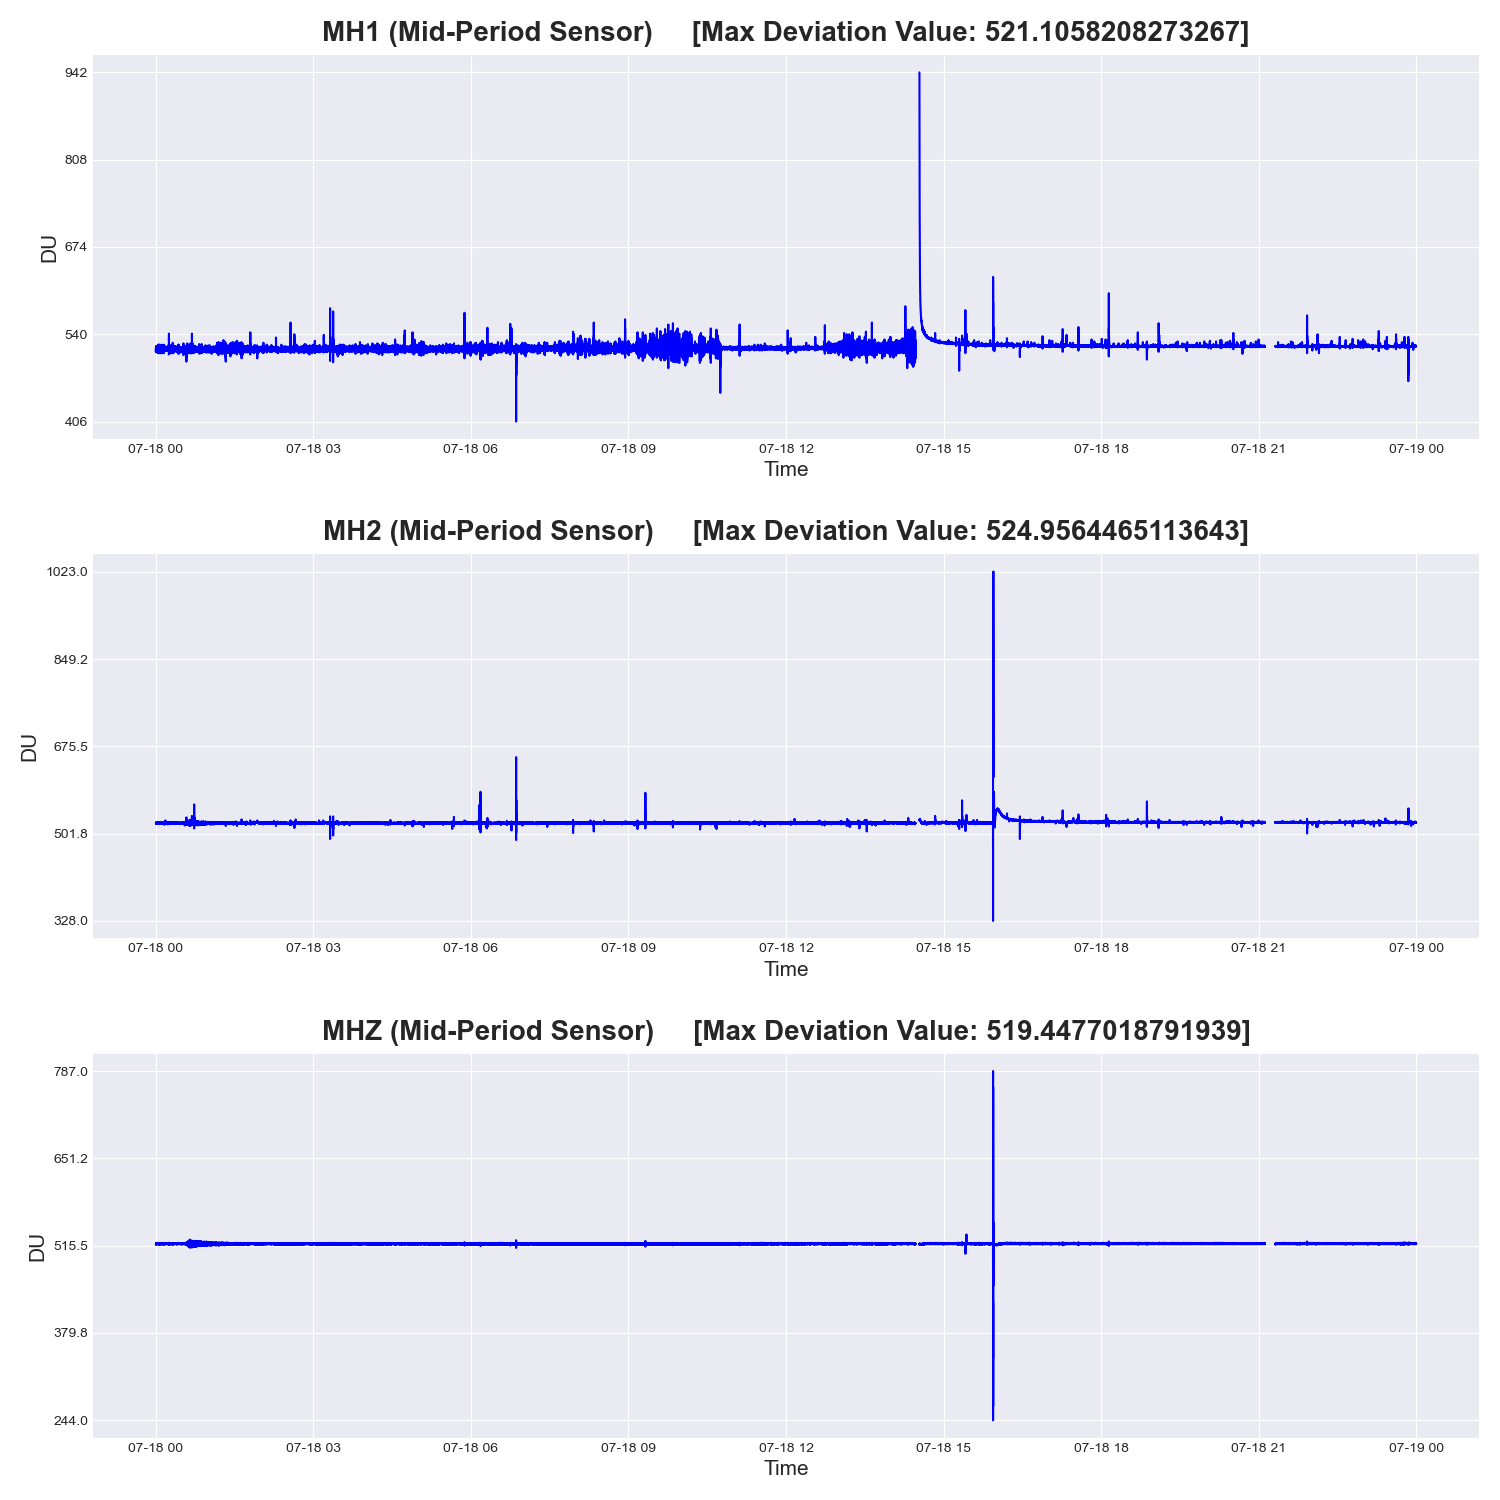 MH1 (Mid-Period Sensor) [Max Deviation Value: 521.1058208273267]
942
808
674
540
406
DU
07-18 00 07-18 03 07-18 06 07-18 09 07-18 12 07-18 15 07-18 18 07-18 21 07-19 00
Time
MH2 (Mid-Period Sensor) [Max Deviation Value: 524.9564465113643]
1023.0
849.2
675.5
501.8
328.0
DU
07-18 00 07-18 03 07-18 06 07-18 09 07-18 12 07-18 15 07-18 18 07-18 21 07-19 00
Time
MHZ (Mid-Period Sensor) [Max Deviation Value: 519.4477018791939]
787.0
651.2
515.5
379.8
244.0
DU
07-18 00 07-18 03 07-18 06 07-18 09 07-18 12 07-18 15 07-18 18 07-18 21 07-19 00
Time